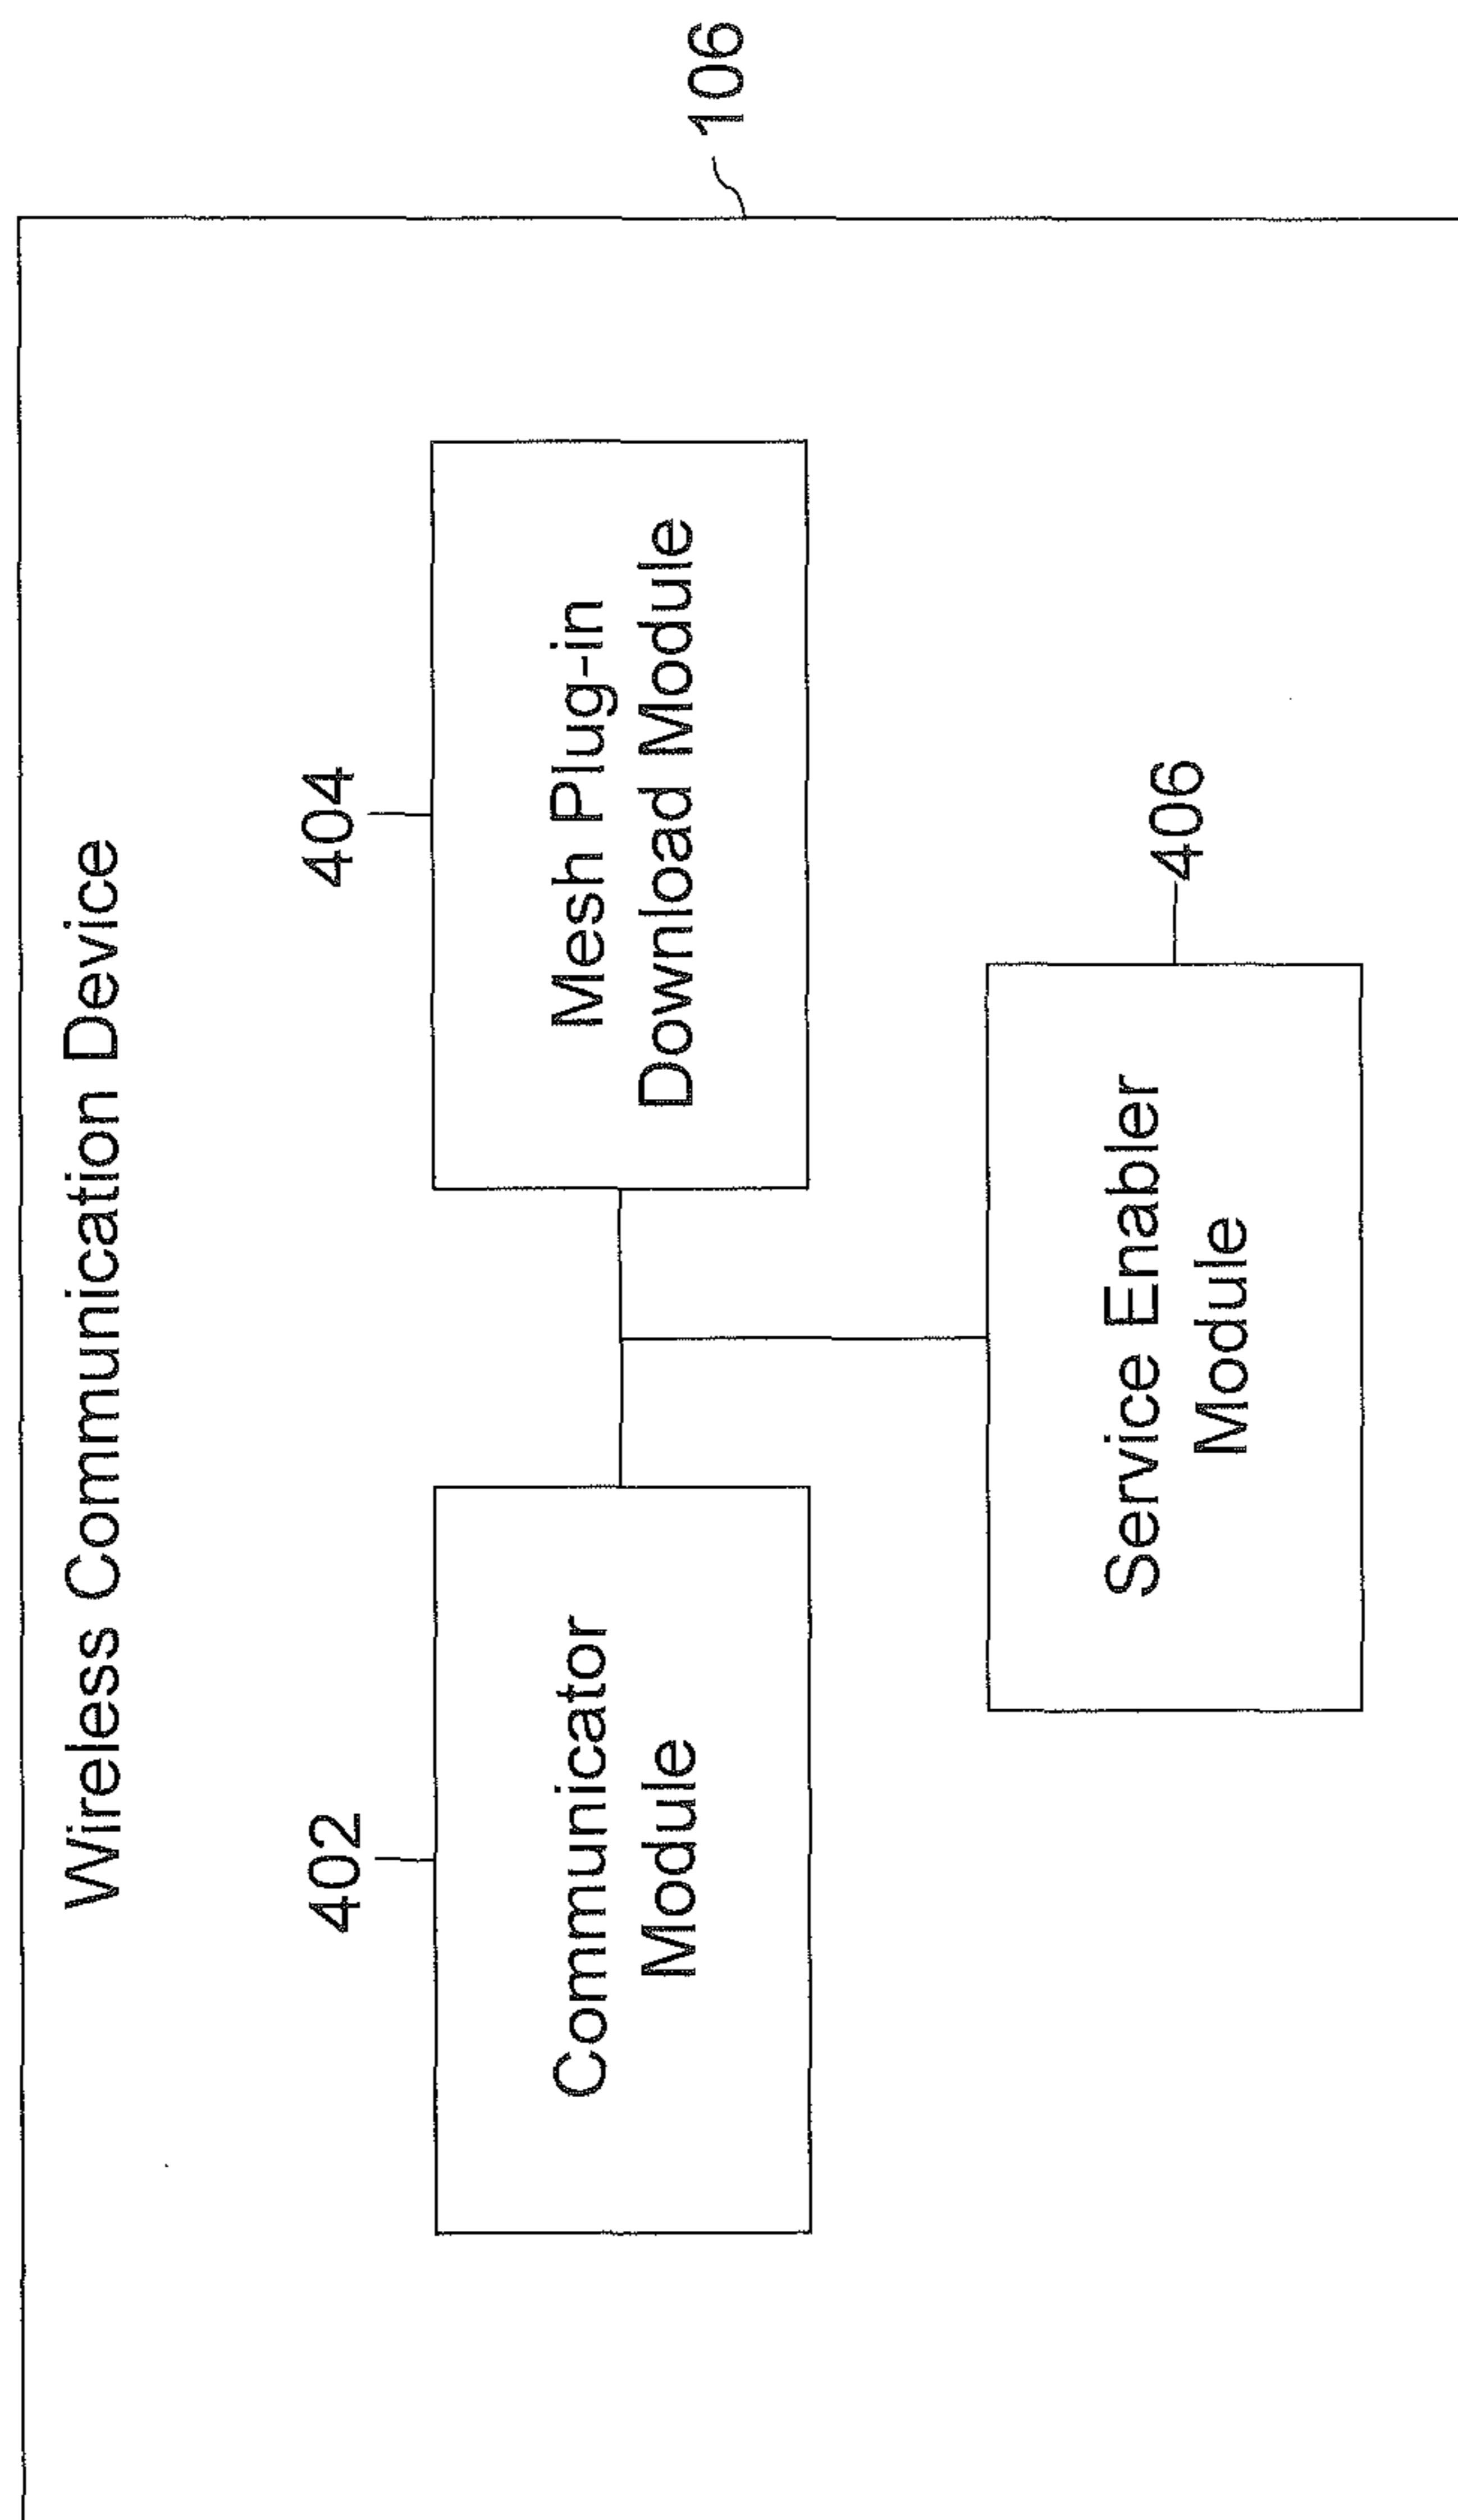 Wireless Communication Device
106
402
404
Communicator
Module
Mesh Plug-in
Download Module
406
Service Enabler
Module